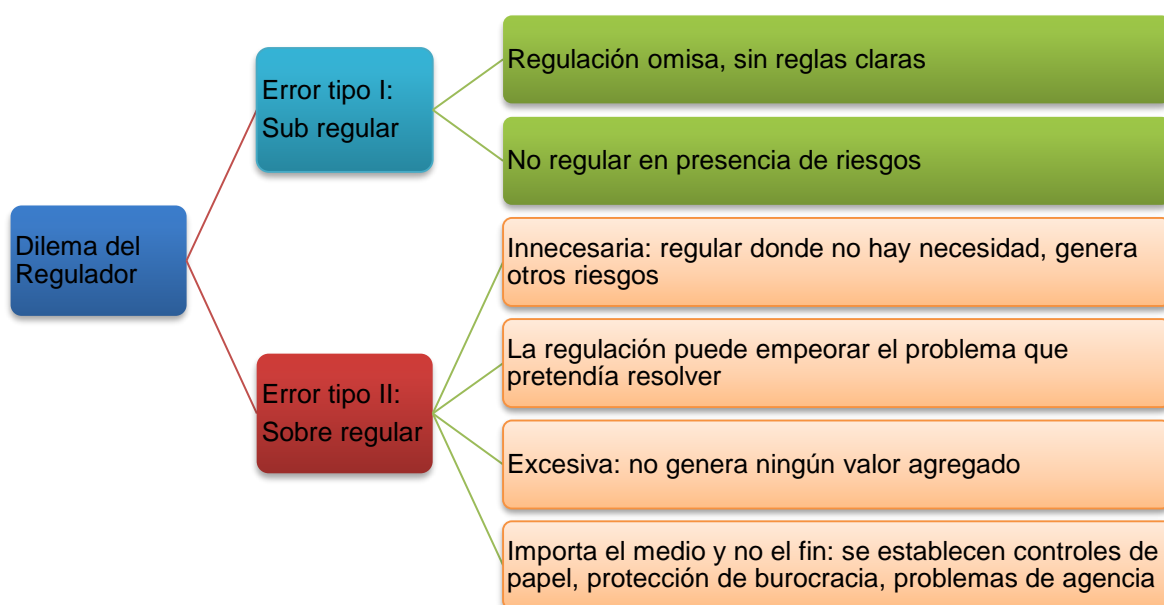 Dilema del
Regulador
Error tipo I:
Sub regular
Regulación omisa, sin reglas claras
No regular en presencia de riesgos
Error tipo II:
Sobre regular
Innecesaria: regular donde no hay necesidad, genera
otros riesgos
La regulación puede empeorar el problema que
pretendía resolver
Excesiva: no genera ningún valor agregado
Importa el medio y no el fin: se establecen controles de
papel, protección de burocracia, problemas de agencia